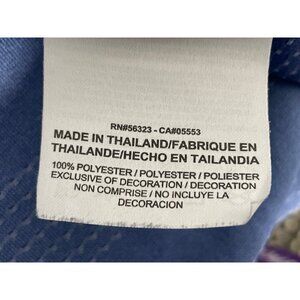 RN#56323 - CA#05553
MADE IN THAILAND/FABRIQUE EN
THAILANDE/HECHO EN TAILANDIA
100% POLYESTER / POLYESTER / POLIESTER
EXCLUSIVE OF DECORATION / DECORATION
NON COMPRISE / NO INCLUYE LA
DECORACION